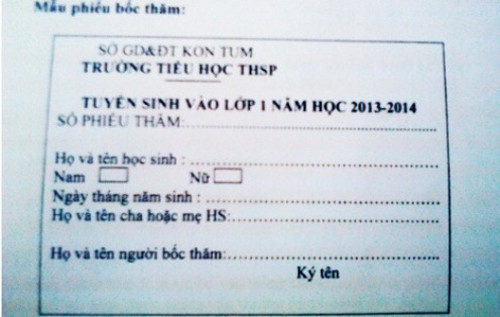 Mẫu phiếu bốc thăm:
SỞ GD&ĐT KON TUM
TRƯỜNG TIỂU HỌC THSP
TUYỂN SINH VÀO LỚP 1 NĂM HỌC 2013-2014
SỐ PHIẾU THĂM:
Họ và tên học sinh :
Nam Nữ
Ngày tháng năm sinh :
Họ và tên cha hoặc mẹ HS:
Họ và tên người bốc thăm:
Ký tên